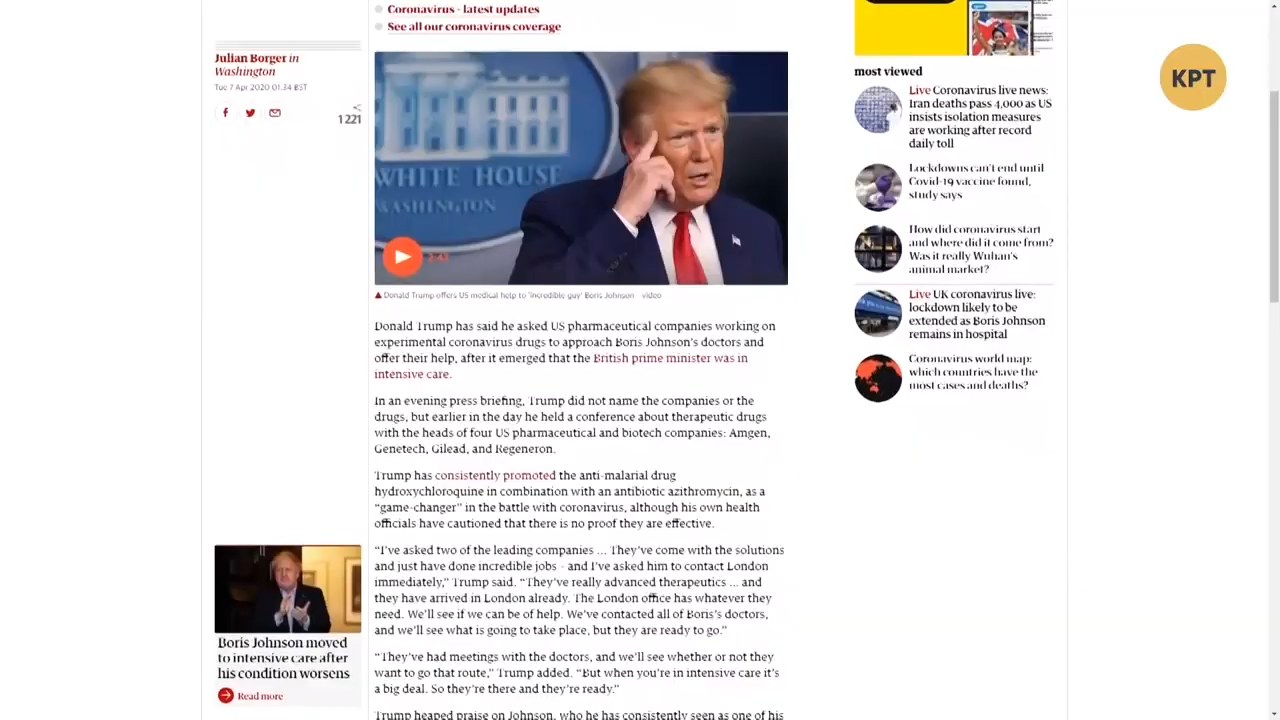 Coronavirus - latest updates
See all our coronavirus coverage
Julian Borger in
Washington
Tue 7 Apr 2020 01.34 BST
1221
WHITE HOUSE
WASHINGTON
Donald Trump offers US medical help to 'incredible guy' Boris Johnson - video
Donald Trump has said he asked US pharmaceutical companies working on
experimental coronavirus drugs to approach Boris Johnson's doctors and
offer their help, after it emerged that the British prime minister was in
intensive care.
In an evening press briefing, Trump did not name the companies or the
drugs, but earlier in the day he held a conference about therapeutic drugs
with the heads of four US pharmaceutical and biotech companies: Amgen,
Genetech, Gilead, and Regeneron.
Trump has consistently promoted the anti-malarial drug
hydroxychloroquine in combination with an antibiotic azithromycin, as a
“game-changer” in the battle with coronavirus, although his own health
officials have cautioned that there is no proof they are effective.
“I've asked two of the leading companies ... They've come with the solutions
and just have done incredible jobs - and I've asked him to contact London
immediately,” Trump said. “They've really advanced therapeutics ... and
they have arrived in London already. The London office has whatever they
need. We'll see if we can be of help. We've contacted all of Boris's doctors,
and we'll see what is going to take place, but they are ready to go.”
“They've had meetings with the doctors, and we'll see whether or not they
want to go that route,” Trump added. “But when you're in intensive care it's
a big deal. So they're there and they're ready.”
Trump heaped praise on Johnson, who he has consistently seen as one of his
Boris Johnson moved
to intensive care after
his condition worsens
Read more
most viewed
Live Coronavirus live news:
Iran deaths pass 4,000 as US
insists isolation measures
are working after record
daily toll
Lockdowns can't end until
Covid-19 vaccine found,
study says
How did coronavirus start
and where did it come from?
Was it really Wuhan's
animal market?
Live UK coronavirus live:
lockdown likely to be
extended as Boris Johnson
remains in hospital
Coronavirus world map:
which countries have the
most cases and deaths?
KPT